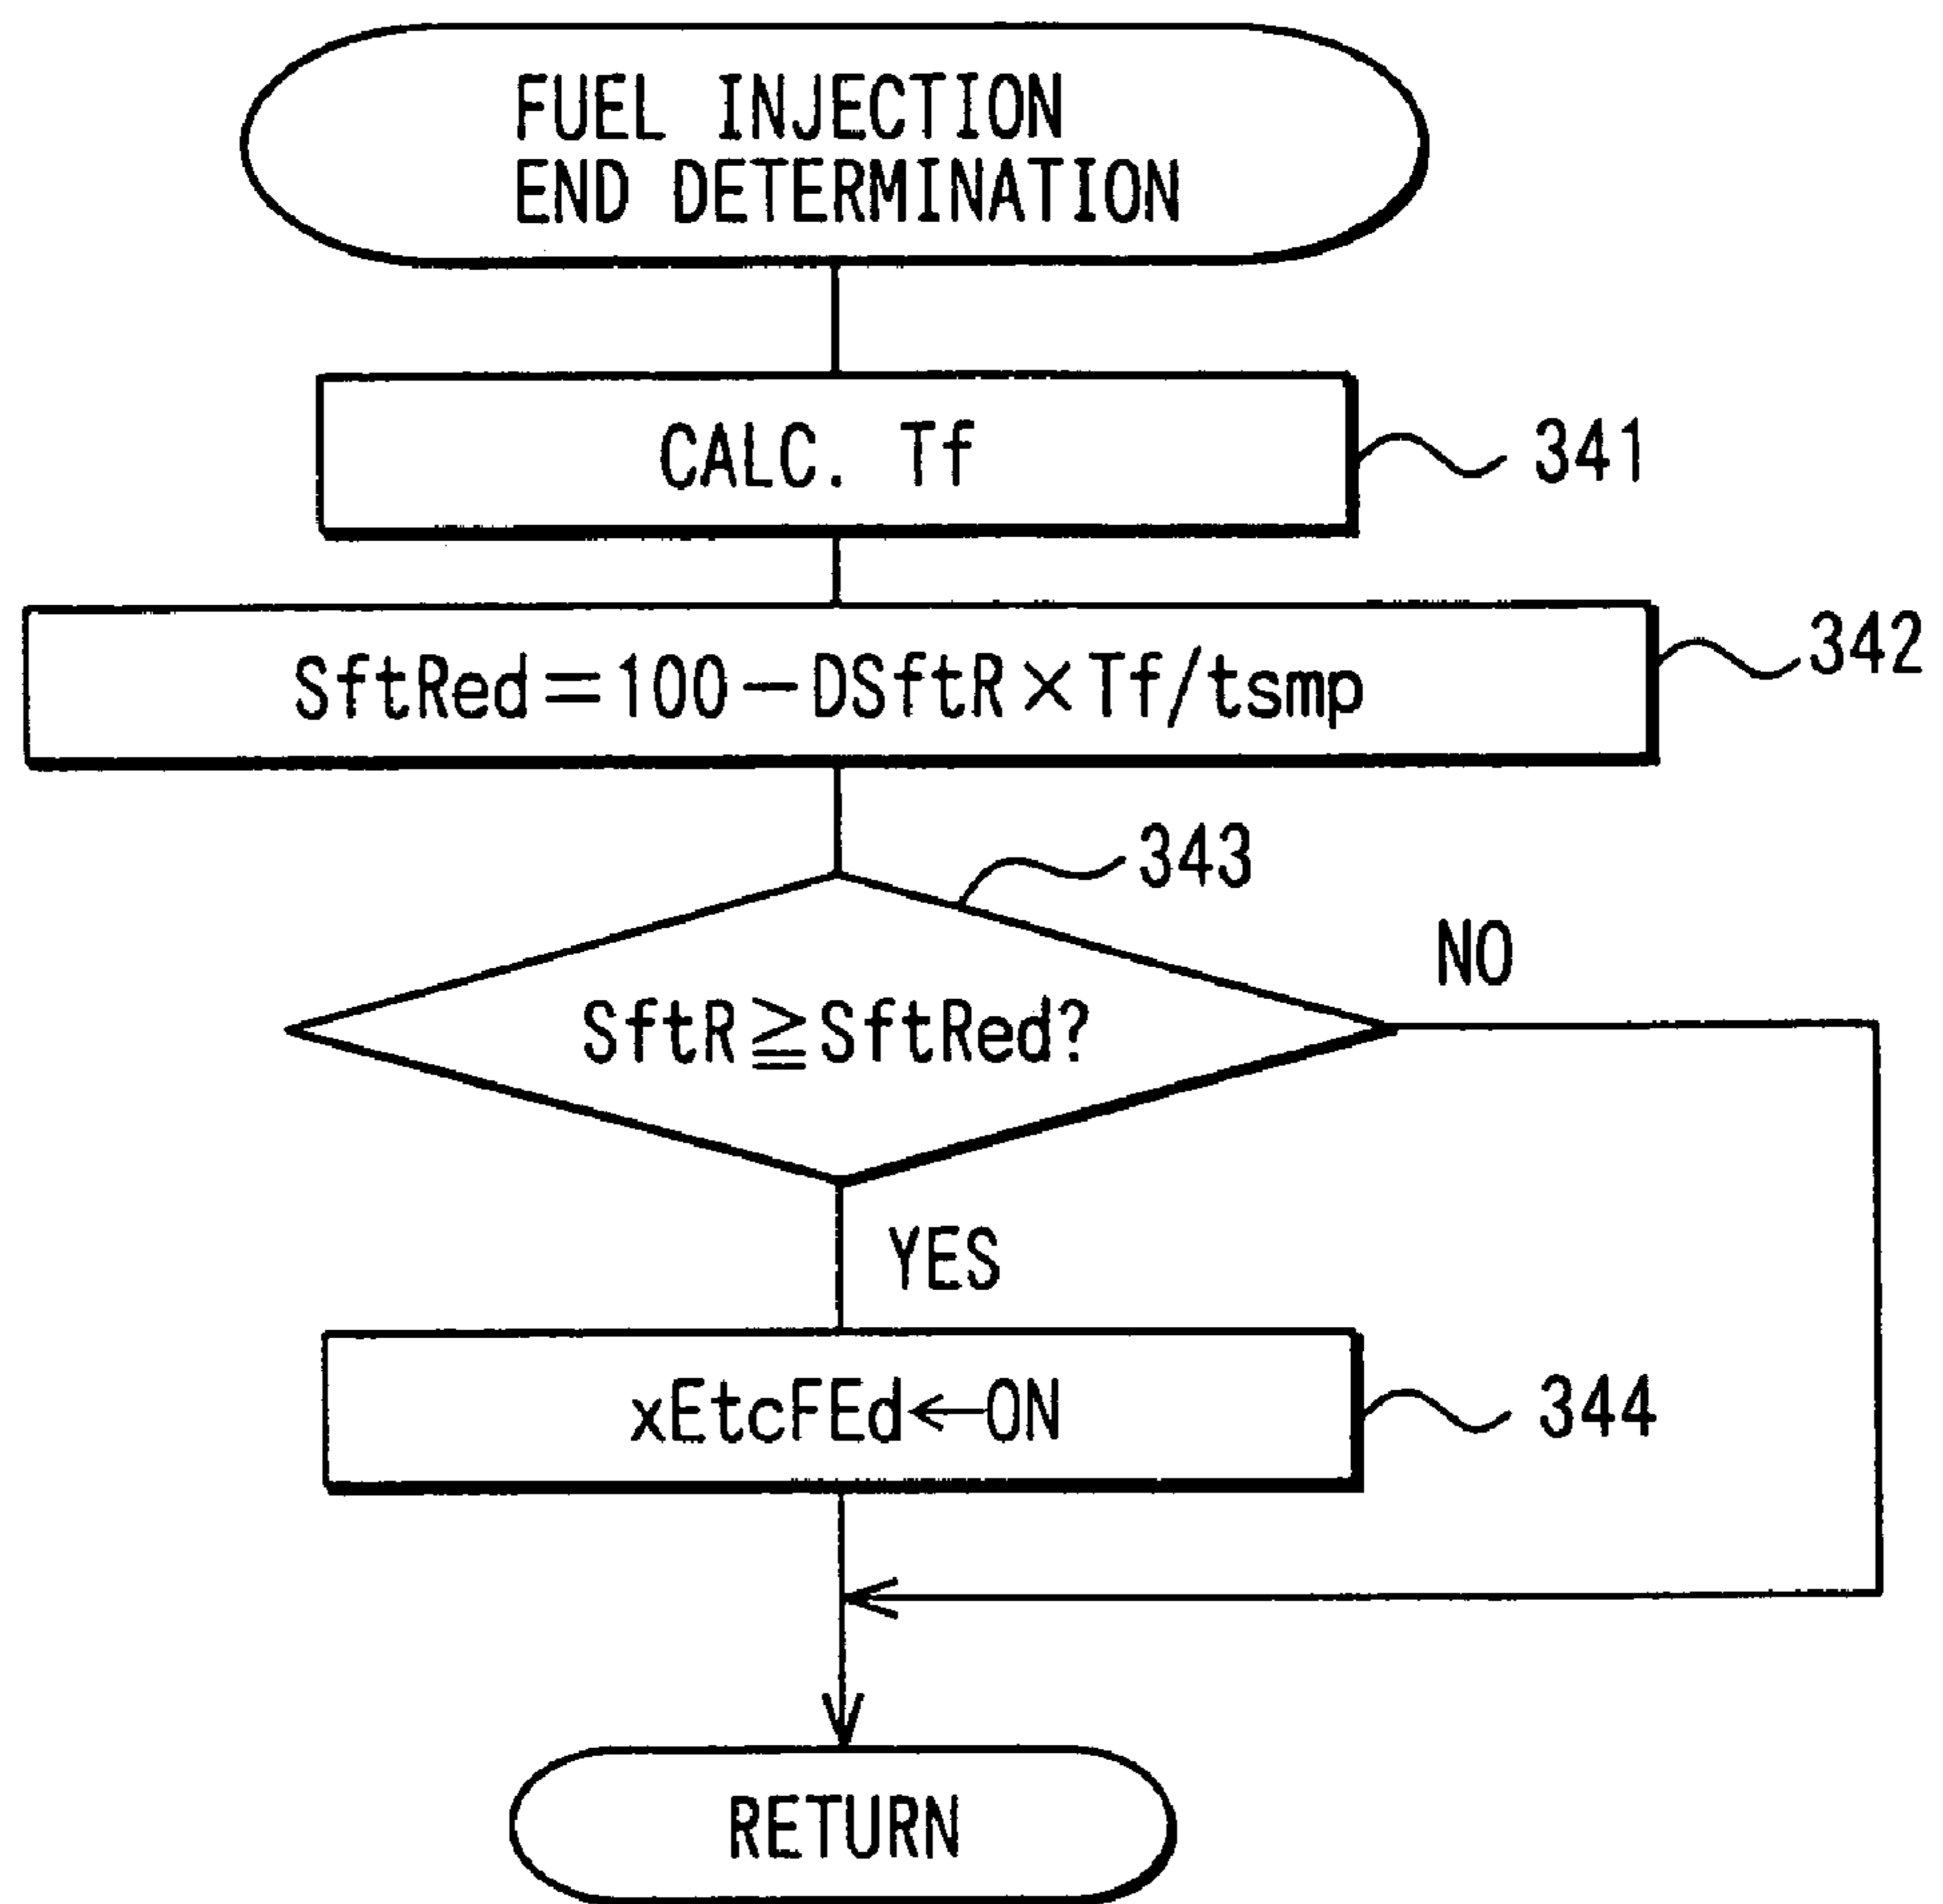 FUEL INJECTION
END DETERMINATION
CALC. Tf
341
SftRed=100-DSftR×Tf/tsmp
342
343
SftR≧SftRed?
NO
YES
xEtcFEd←ON
344
RETURN